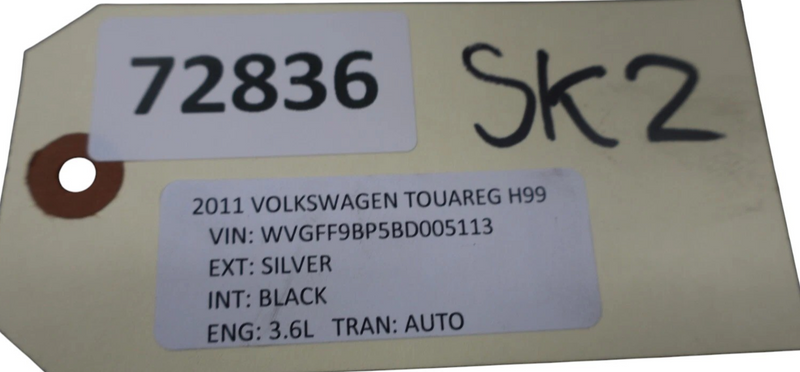 72836
SK2
2011 VOLKSWAGEN TOUAREG H99
VIN: WVGFF9BP5BD005113
EXT: SILVER
INT: BLACK
ENG: 3.6L TRAN: AUTO